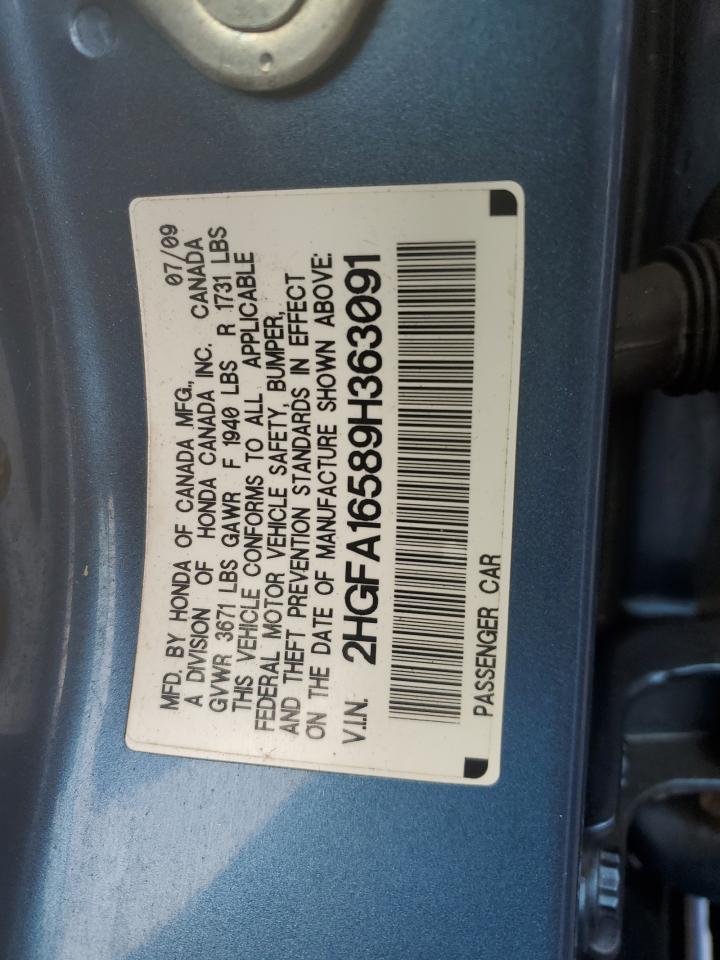 MFD. BY HONDA OF CANADA MFG., 07/09
A DIVISION OF HONDA CANADA INC. CANADA
GVWR 3671 LBS GAWR F 1940 LBS R 1731 LBS
THIS VEHICLE CONFORMS TO ALL APPLICABLE
FEDERAL MOTOR VEHICLE SAFETY, BUMPER,
AND THEFT PREVENTION STANDARDS IN EFFECT
ON THE DATE OF MANUFACTURE SHOWN ABOVE:
V.I.N. 2HGFA16589H363091
PASSENGER CAR